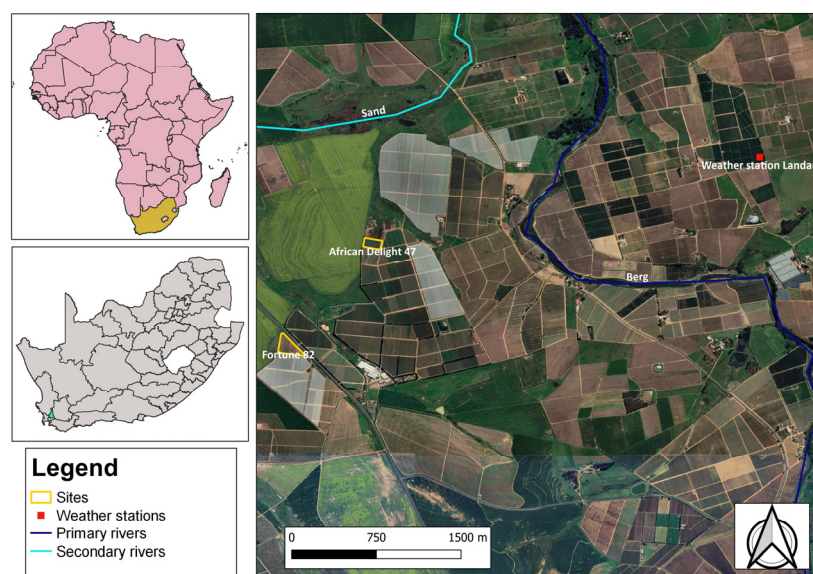 Sand
Weather station Landau
African Delight 47
Berg
Fortune 82
Legend
Sites
Weather stations
Primary rivers
Secondary rivers
0 750 1500 m